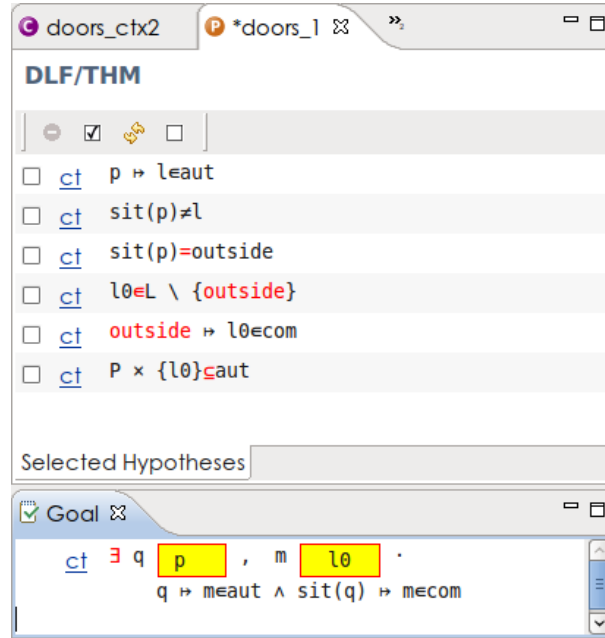 doors_ctx2 *doors_1 »2
DLF/THM
ct p ↦ l∈aut
ct sit(p)≠l
ct sit(p)=outside
ct l0∈L \ {outside}
ct outside ↦ l0∈com
ct P × {l0}⊆aut
Selected Hypotheses
Goal
ct ∃ q p , m l0 ·
q ↦ m∈aut ∧ sit(q) ↦ m∈com